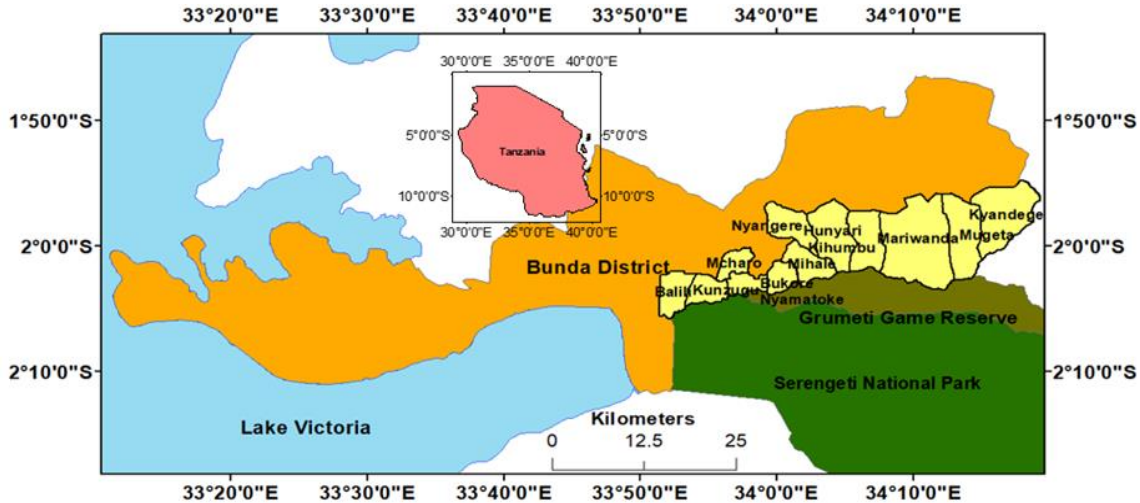 33°20'0"E 33°30'0"E 33°40'0"E 33°50'0"E 34°0'0"E 34°10'0"E
30°0'0"E 35°0'0"E 40°0'0"E
1°50'0"S 1°50'0"S
5°0'0"S 5°0'0"S
Tanzania
10°0'0"S 10°0'0"S
30°0'0"E 35°0'0"E 40°0'0"E
Nyarigere Hunyari Kyandege
2°0'0"S Kihumbu Mariwanda Mugeta 2°0'0"S
Bunda District Mcharo Mihale
Balili Kunzugu Bukore
Nyamatoke
Grumeti Game Reserve
2°10'0"S Serengeti National Park 2°10'0"S
Lake Victoria Kilometers
0 12.5 25
33°20'0"E 33°30'0"E 33°40'0"E 33°50'0"E 34°0'0"E 34°10'0"E